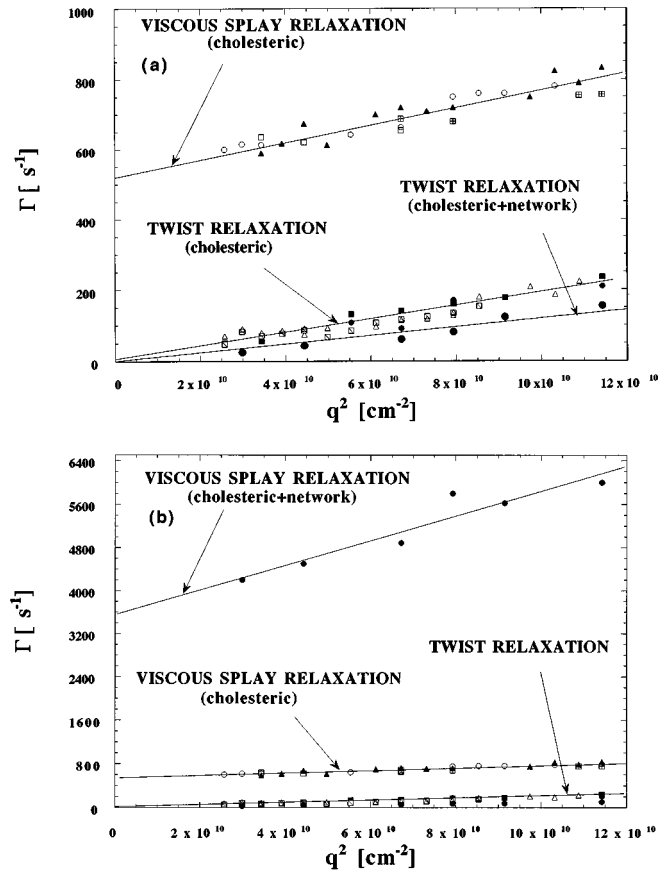 1000
VISCOUS SPLAY RELAXATION
(cholesteric)
(a)
800
600
Γ [ s⁻¹]
TWIST RELAXATION
(cholesteric+network)
400
TWIST RELAXATION
(cholesteric)
200
0
0 2 x 10¹⁰ 4 x 10¹⁰ 6 x 10¹⁰ 8 x 10¹⁰ 10 x 10¹⁰ 12 x 10¹⁰
q² [cm⁻²]
6400
VISCOUS SPLAY RELAXATION
(cholesteric+network)
5600
(b)
4800
4000
Γ [ s⁻¹]
3200
2400
TWIST RELAXATION
VISCOUS SPLAY RELAXATION
(cholesteric)
1600
800
0
0 2 x 10¹⁰ 4 x 10¹⁰ 6 x 10¹⁰ 8 x 10¹⁰ 10 x 10¹⁰ 12 x 10¹⁰
q² [cm⁻²]